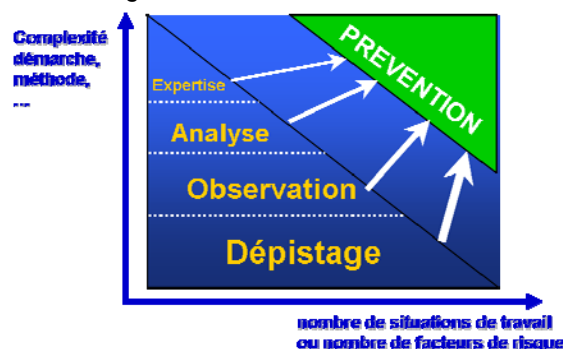 Complexité
démarche,
méthode,
...
PREVENTION
Expertise
Analyse
Observation
Dépistage
nombre de situations de travail
ou nombre de facteurs de risque